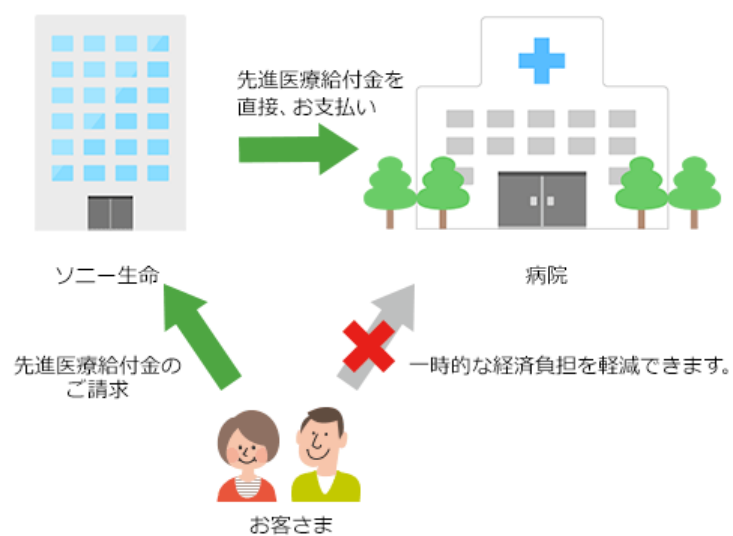 先進医療給付金を
直接、お支払い
ソニー生命
病院
先進医療給付金の
ご請求
一時的な経済負担を軽減できます。
お客さま